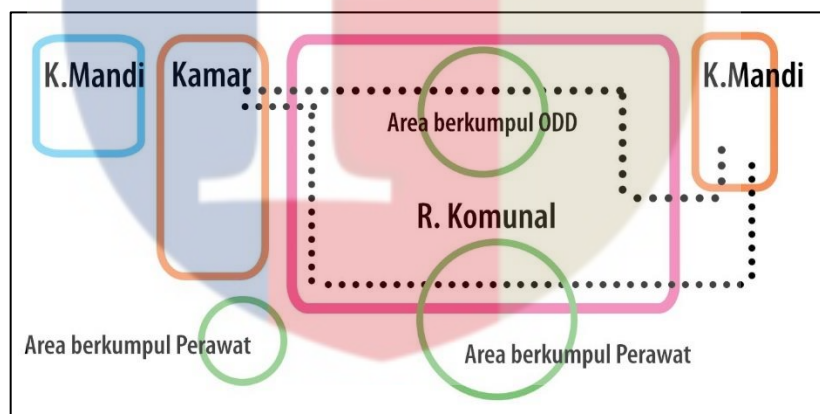 K.Mandi
Kamar
K.Mandi
Area berkumpul ODD
R. Komunal
Area berkumpul Perawat
Area berkumpul Perawat